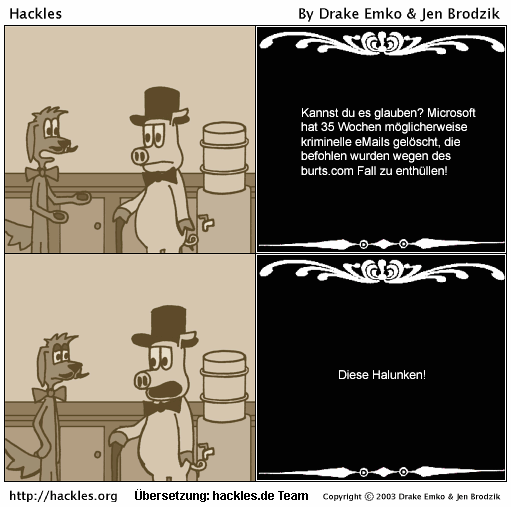 Hackles
By Drake Emko & Jen Brodzik
Kannst du es glauben? Microsoft
hat 35 Wochen möglicherweise
kriminelle eMails gelöscht, die
befohlen wurden wegen des
burts.com Fall zu enthüllen!
Diese Halunken!
http://hackles.org
Übersetzung: hackles.de Team
Copyright © 2003 Drake Emko & Jen Brodzik